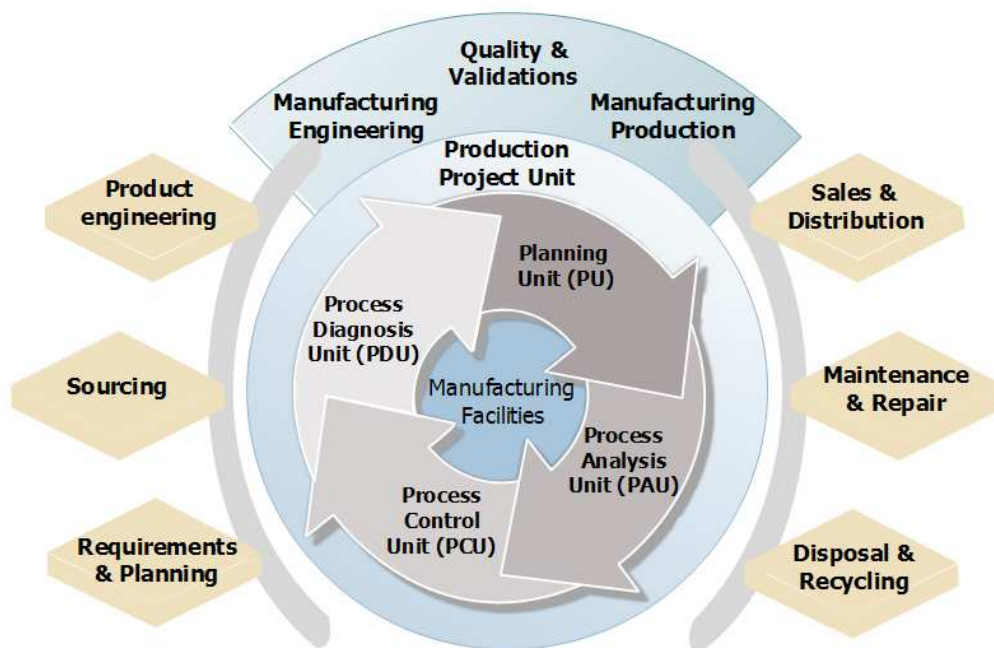 Quality &
Validations
Manufacturing
Engineering
Manufacturing
Production
Production
Project Unit
Product
engineering
Sales &
Distribution
Planning
Unit (PU)
Process
Diagnosis
Unit (PDU)
Sourcing
Manufacturing
Facilities
Maintenance
& Repair
Process
Analysis
Unit (PAU)
Process
Control
Unit (PCU)
Requirements
& Planning
Disposal &
Recycling